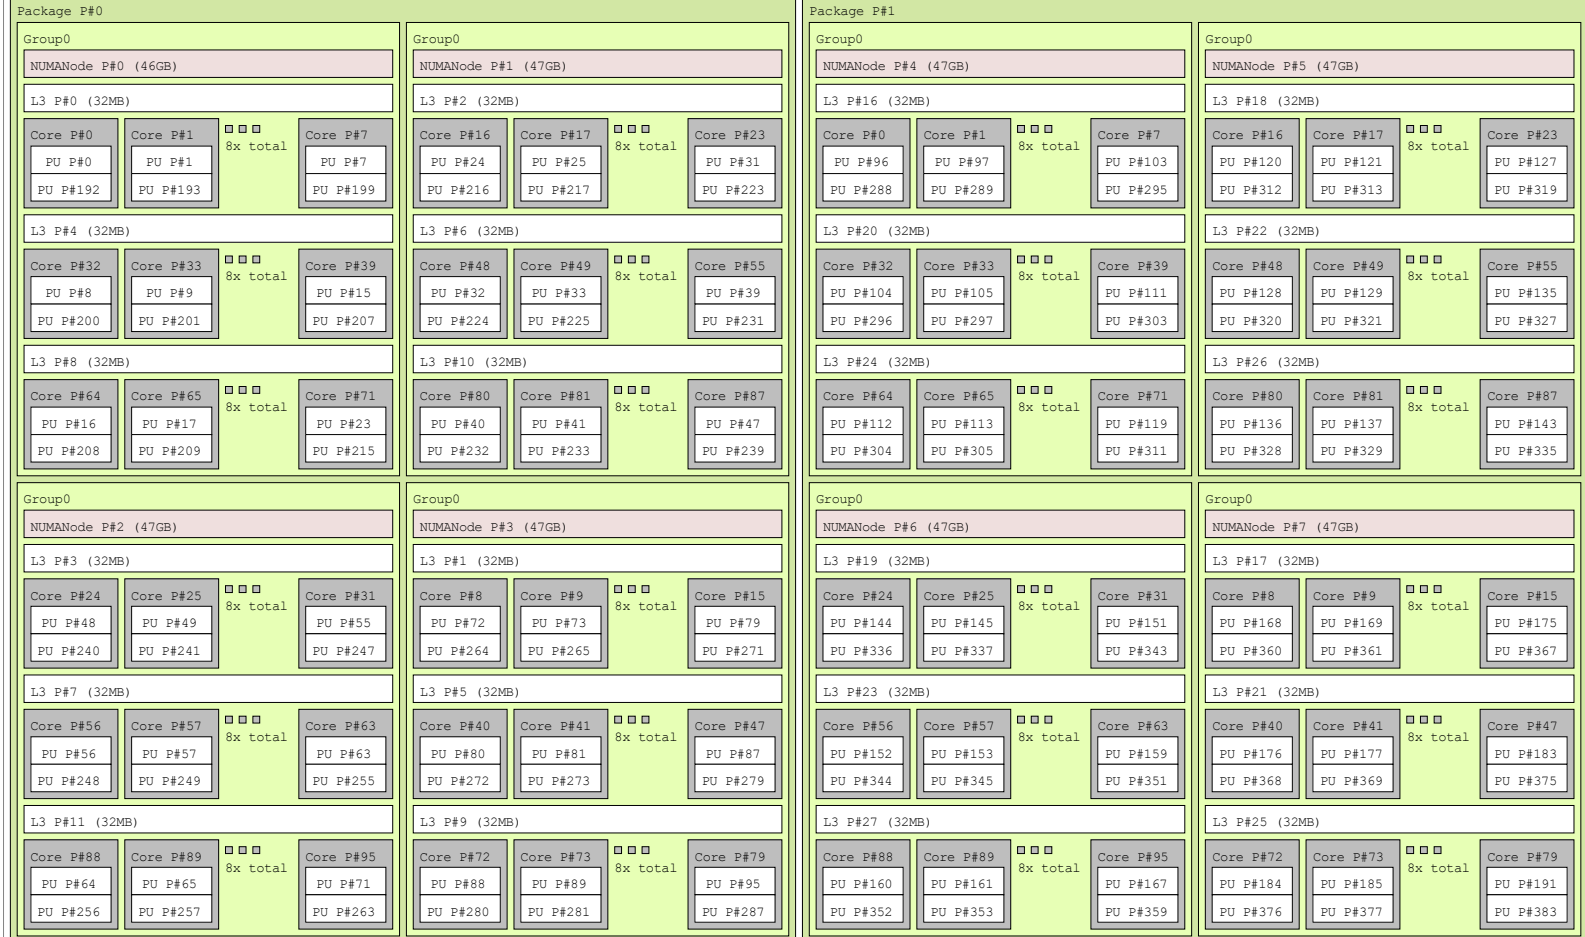 Package P#0
Group0
NUMANode P#0 (46GB)
L3 P#0 (32MB)
Core P#0 Core P#1 8x total Core P#7
PU P#0 PU P#1 PU P#7
PU P#192 PU P#193 PU P#199
L3 P#4 (32MB)
Core P#32 Core P#33 8x total Core P#39
PU P#8 PU P#9 PU P#15
PU P#200 PU P#201 PU P#207
L3 P#8 (32MB)
Core P#64 Core P#65 8x total Core P#71
PU P#16 PU P#17 PU P#23
PU P#208 PU P#209 PU P#215
Group0
NUMANode P#1 (47GB)
L3 P#2 (32MB)
Core P#16 Core P#17 8x total Core P#23
PU P#24 PU P#25 PU P#31
PU P#216 PU P#217 PU P#223
L3 P#6 (32MB)
Core P#48 Core P#49 8x total Core P#55
PU P#32 PU P#33 PU P#39
PU P#224 PU P#225 PU P#231
L3 P#10 (32MB)
Core P#80 Core P#81 8x total Core P#87
PU P#40 PU P#41 PU P#47
PU P#232 PU P#233 PU P#239
Group0
NUMANode P#2 (47GB)
L3 P#3 (32MB)
Core P#24 Core P#25 8x total Core P#31
PU P#48 PU P#49 PU P#55
PU P#240 PU P#241 PU P#247
L3 P#7 (32MB)
Core P#56 Core P#57 8x total Core P#63
PU P#56 PU P#57 PU P#63
PU P#248 PU P#249 PU P#255
L3 P#11 (32MB)
Core P#88 Core P#89 8x total Core P#95
PU P#64 PU P#65 PU P#71
PU P#256 PU P#257 PU P#263
Group0
NUMANode P#3 (47GB)
L3 P#1 (32MB)
Core P#8 Core P#9 8x total Core P#15
PU P#72 PU P#73 PU P#79
PU P#264 PU P#265 PU P#271
L3 P#5 (32MB)
Core P#40 Core P#41 8x total Core P#47
PU P#80 PU P#81 PU P#87
PU P#272 PU P#273 PU P#279
L3 P#9 (32MB)
Core P#72 Core P#73 8x total Core P#79
PU P#88 PU P#89 PU P#95
PU P#280 PU P#281 PU P#287
Package P#1
Group0
NUMANode P#4 (47GB)
L3 P#16 (32MB)
Core P#0 Core P#1 8x total Core P#7
PU P#96 PU P#97 PU P#103
PU P#288 PU P#289 PU P#295
L3 P#20 (32MB)
Core P#32 Core P#33 8x total Core P#39
PU P#104 PU P#105 PU P#111
PU P#296 PU P#297 PU P#303
L3 P#24 (32MB)
Core P#64 Core P#65 8x total Core P#71
PU P#112 PU P#113 PU P#119
PU P#304 PU P#305 PU P#311
Group0
NUMANode P#5 (47GB)
L3 P#18 (32MB)
Core P#16 Core P#17 8x total Core P#23
PU P#120 PU P#121 PU P#127
PU P#312 PU P#313 PU P#319
L3 P#22 (32MB)
Core P#48 Core P#49 8x total Core P#55
PU P#128 PU P#129 PU P#135
PU P#320 PU P#321 PU P#327
L3 P#26 (32MB)
Core P#80 Core P#81 8x total Core P#87
PU P#136 PU P#137 PU P#143
PU P#328 PU P#329 PU P#335
Group0
NUMANode P#6 (47GB)
L3 P#19 (32MB)
Core P#24 Core P#25 8x total Core P#31
PU P#144 PU P#145 PU P#151
PU P#336 PU P#337 PU P#343
L3 P#23 (32MB)
Core P#56 Core P#57 8x total Core P#63
PU P#152 PU P#153 PU P#159
PU P#344 PU P#345 PU P#351
L3 P#27 (32MB)
Core P#88 Core P#89 8x total Core P#95
PU P#160 PU P#161 PU P#167
PU P#352 PU P#353 PU P#359
Group0
NUMANode P#7 (47GB)
L3 P#17 (32MB)
Core P#8 Core P#9 8x total Core P#15
PU P#168 PU P#169 PU P#175
PU P#360 PU P#361 PU P#367
L3 P#21 (32MB)
Core P#40 Core P#41 8x total Core P#47
PU P#176 PU P#177 PU P#183
PU P#368 PU P#369 PU P#375
L3 P#25 (32MB)
Core P#72 Core P#73 8x total Core P#79
PU P#184 PU P#185 PU P#191
PU P#376 PU P#377 PU P#383